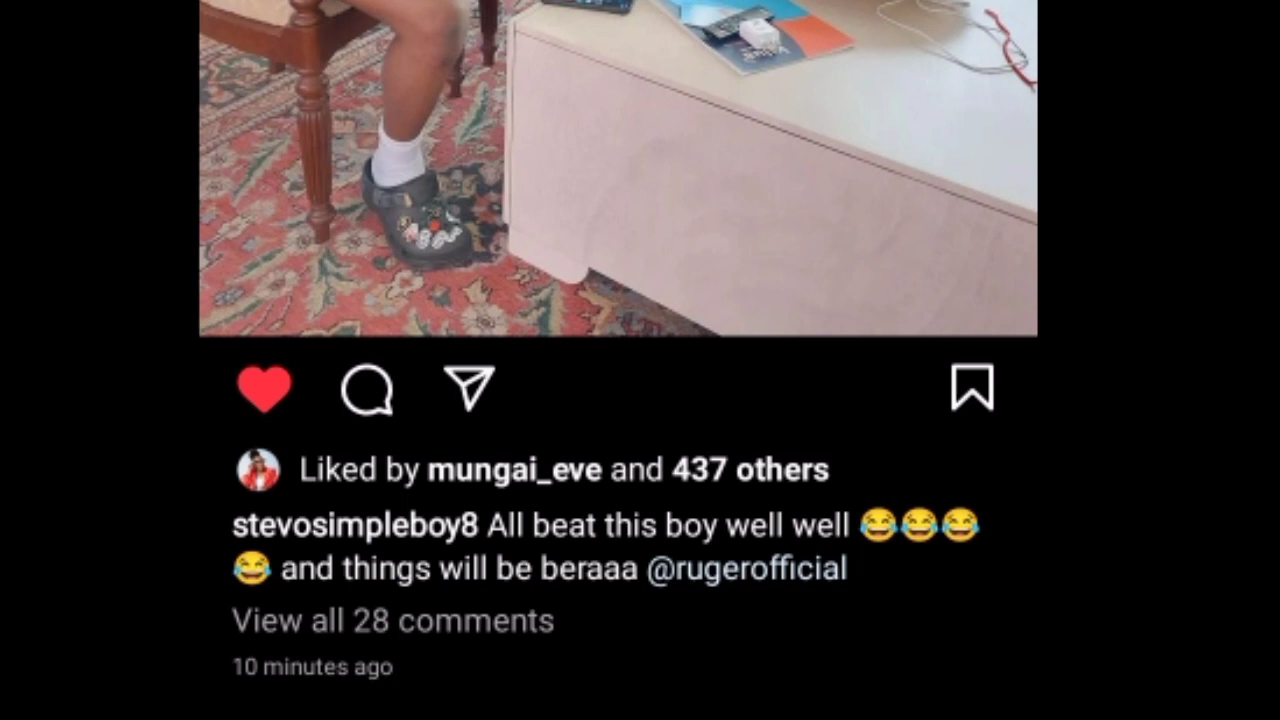 Liked by mungai_eve and 437 others
stevosimpleboy8 All beat this boy well well 😂😂😂
😂 and things will be beraaa @rugerofficial
View all 28 comments
10 minutes ago